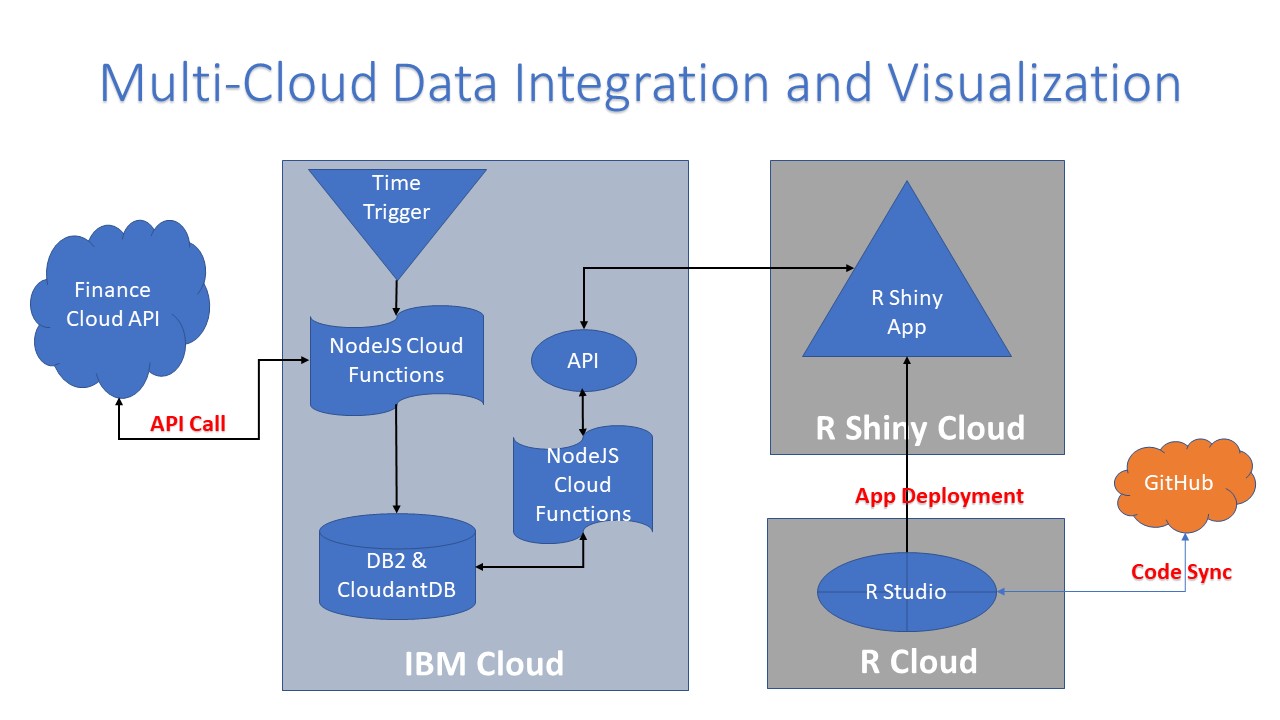 Multi-Cloud Data Integration and Visualization
Time
Trigger
Finance
Cloud API
NodeJS Cloud
Functions
API Call
API
NodeJS
Cloud
Functions
DB2 &
CloudantDB
IBM Cloud
R Shiny
App
R Shiny Cloud
App Deployment
GitHub
Code Sync
R Studio
R Cloud